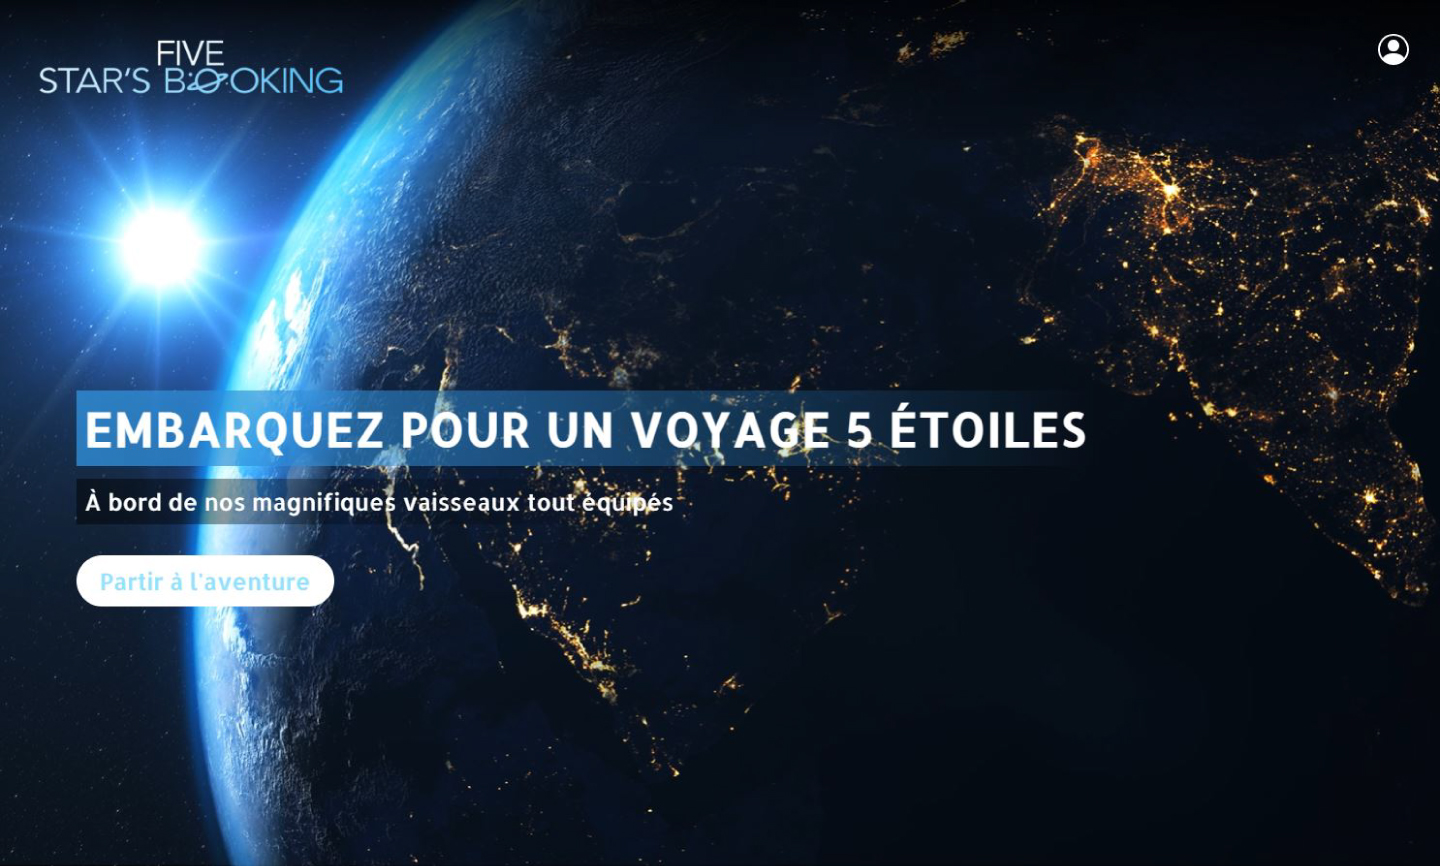 FIVE
STAR'S BOOKING
EMBARQUEZ POUR UN VOYAGE 5 ÉTOILES
À bord de nos magnifiques vaisseaux tout équipés
Partir à l'aventure